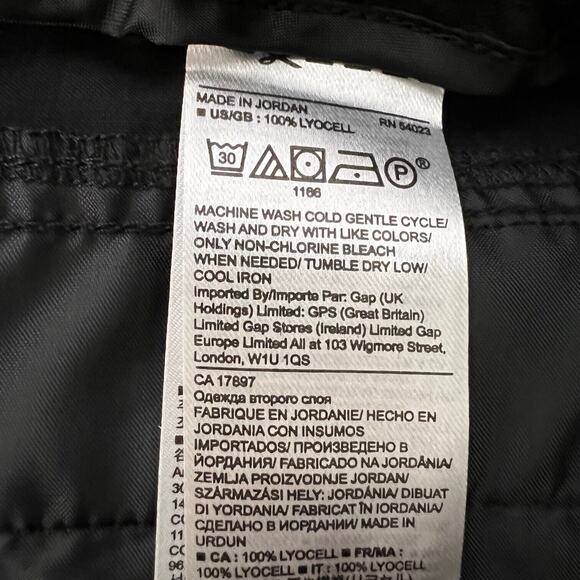 MADE IN JORDAN RN 54023
■ US/GB : 100% LYOCELL
30 P ®
1166
MACHINE WASH COLD GENTLE CYCLE/
WASH AND DRY WITH LIKE COLORS/
ONLY NON-CHLORINE BLEACH
WHEN NEEDED/ TUMBLE DRY LOW/
COOL IRON
Imported By/Importe Par: Gap (UK
Holdings) Limited: GPS (Great Britain)
Limited Gap Stores (Ireland) Limited Gap
Europe Limited All at 103 Wigmore Street,
London, W1U 1QS
CA 17897
Одежда второго слоя
FABRIQUE EN JORDANIE/ HECHO EN
JORDANIA CON INSUMOS
IMPORTADOS/ ПРОИЗВЕДЕНО В
ЙОРДАНИЯ/ FABRICADO NA JORDÂNIA/
ZEMLJA PROIZVODNJE JORDAN/
SZÁRMAZÁSI HELY: JORDÁNIA/ DIBUAT
DI YORDANIA/ FABRICAT ÎN IORDANIA/
СДЕЛАНО В ИОРДАНИИ/ MADE IN
URDUN
■ CA : 100% LYOCELL ■ FR/MA :
100% LYOCELL ■ IT : 100% LYOCELL